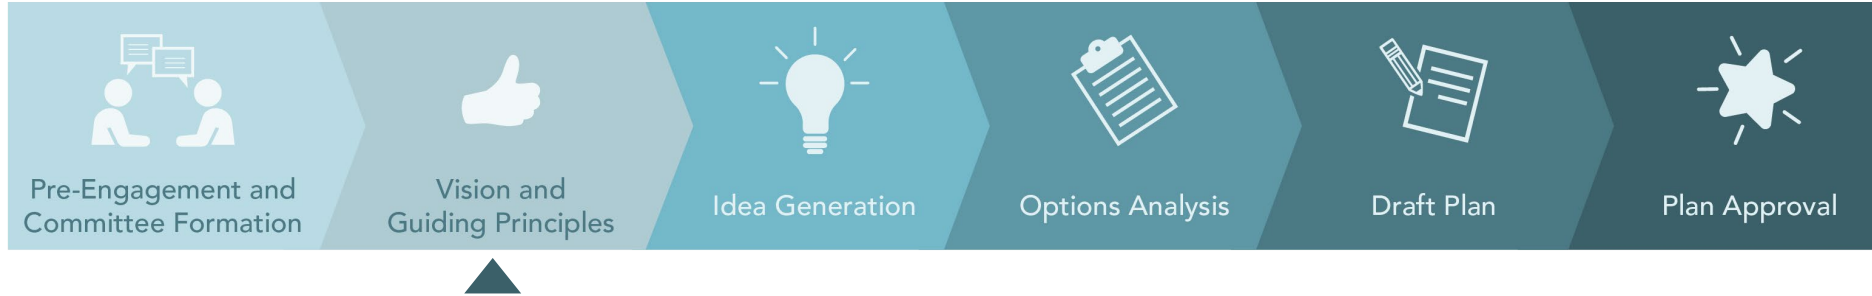 Pre-Engagement and
Committee Formation
Vision and
Guiding Principles
Idea Generation
Options Analysis
Draft Plan
Plan Approval